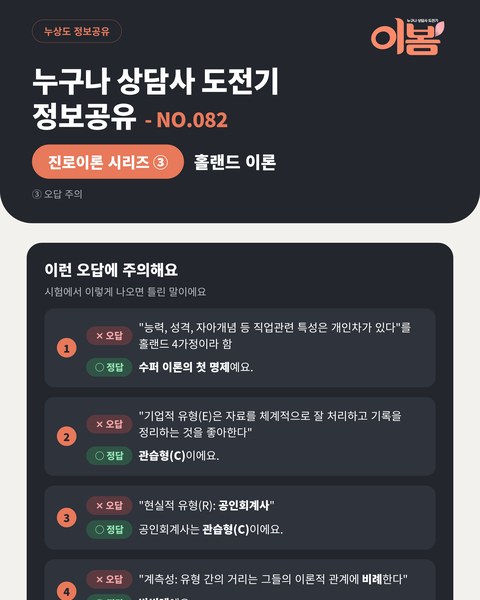 누상도 정보공유
누구나 상담사 도전기
이봄
누구나 상담사 도전기
정보공유 - NO.082
진로이론 시리즈 ③ 홀랜드 이론
③ 오답 주의
이런 오답에 주의해요
시험에서 이렇게 나오면 틀린 말이에요
1
× 오답 "능력, 성격, 자아개념 등 직업관련 특성은 개인차가 있다"를
홀랜드 4가정이라 함
○ 정답 수퍼 이론의 첫 명제예요.
2
× 오답 "기업적 유형(E)은 자료를 체계적으로 잘 처리하고 기록을
정리하는 것을 좋아한다"
○ 정답 관습형(C)이에요.
3
× 오답 "현실적 유형(R): 공인회계사"
○ 정답 공인회계사는 관습형(C)이에요.
4
× 오답 "계측성: 유형 간의 거리는 그들의 이론적 관계에 비례한다"